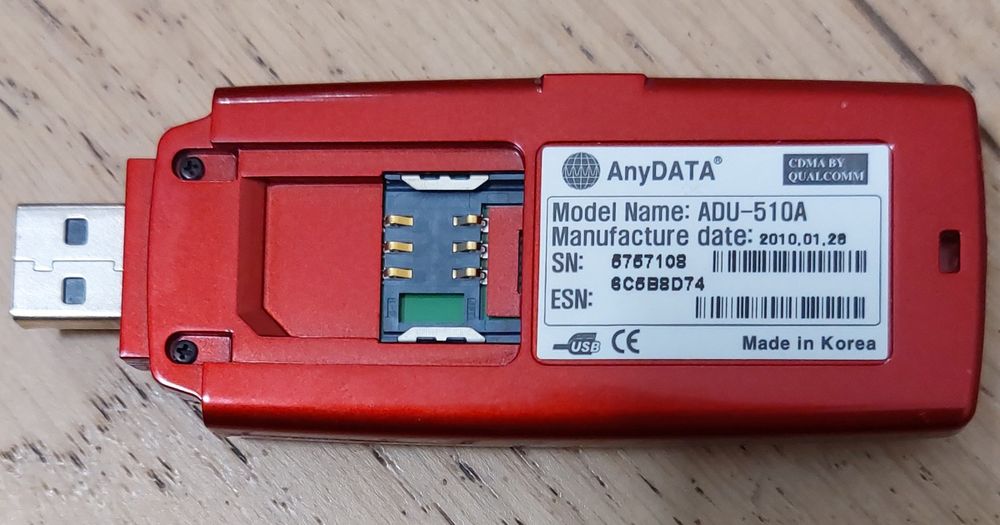 AnyDATA®
CDMA BY
QUALCOMM
Model Name: ADU-510A
Manufacture date: 2010.01.28
SN: 5757108
6C5B8D74
ESN:
USB CE
Made in Korea